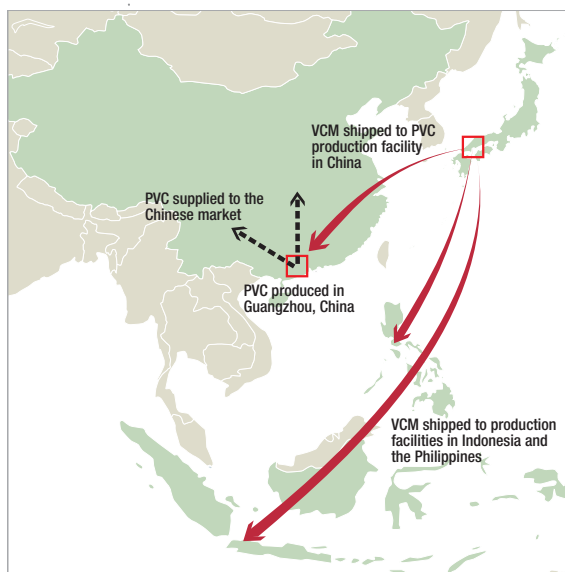 VCM shipped to PVC
production facility
in China
PVC supplied to the
Chinese market
PVC produced in
Guangzhou, China
VCM shipped to production
facilities in Indonesia and
the Philippines